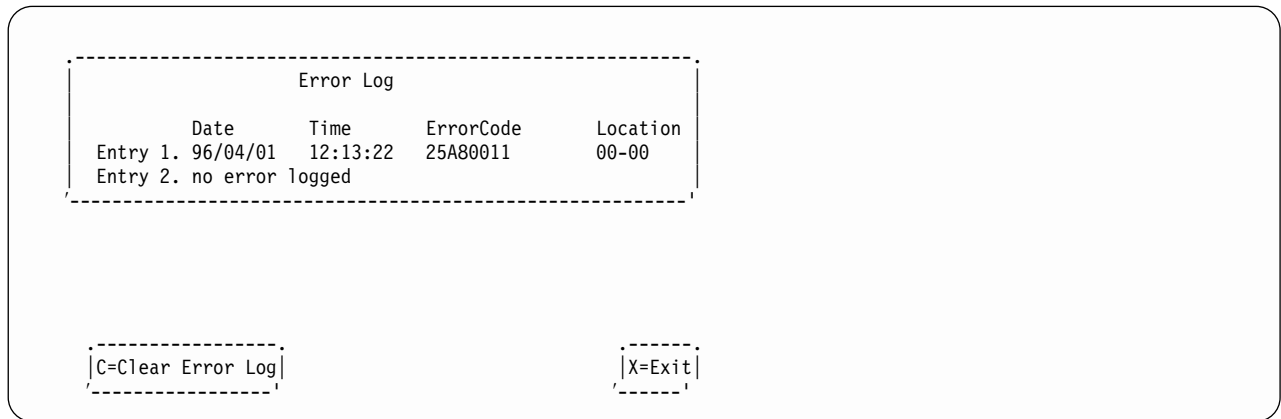 Error Log
Date Time ErrorCode Location
Entry 1. 96/04/01 12:13:22 25A80011 00-00
Entry 2. no error logged
C=Clear Error Log X=Exit